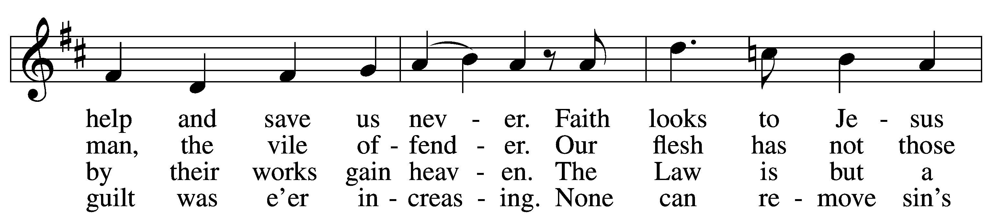 help and save us nev - er. Faith looks to Je - sus
man, the vile of - fend - er. Our flesh has not those
by their works gain heav - en. The Law is but a
guilt was e’er in - creas - ing. None can re - move sin’s